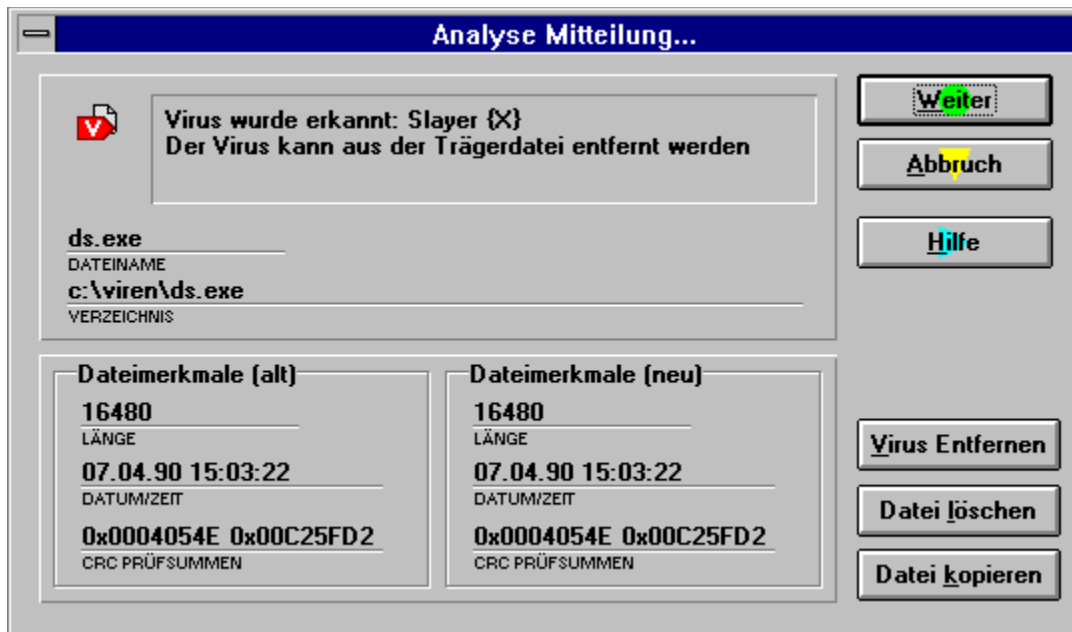 Analyse Mitteilung...
V
Virus wurde erkannt: Slayer {X}
Der Virus kann aus der Trägerdatei entfernt werden
ds.exe
DATEINAME
c:\viren\ds.exe
VERZEICHNIS
Weiter
Abbruch
Hilfe
Dateimerkmale (alt)
16480
LÄNGE
07.04.90 15:03:22
DATUM/ZEIT
0x0004054E 0x00C25FD2
CRC PRÜFSUMMEN
Dateimerkmale (neu)
16480
LÄNGE
07.04.90 15:03:22
DATUM/ZEIT
0x0004054E 0x00C25FD2
CRC PRÜFSUMMEN
Virus Entfernen
Datei löschen
Datei kopieren